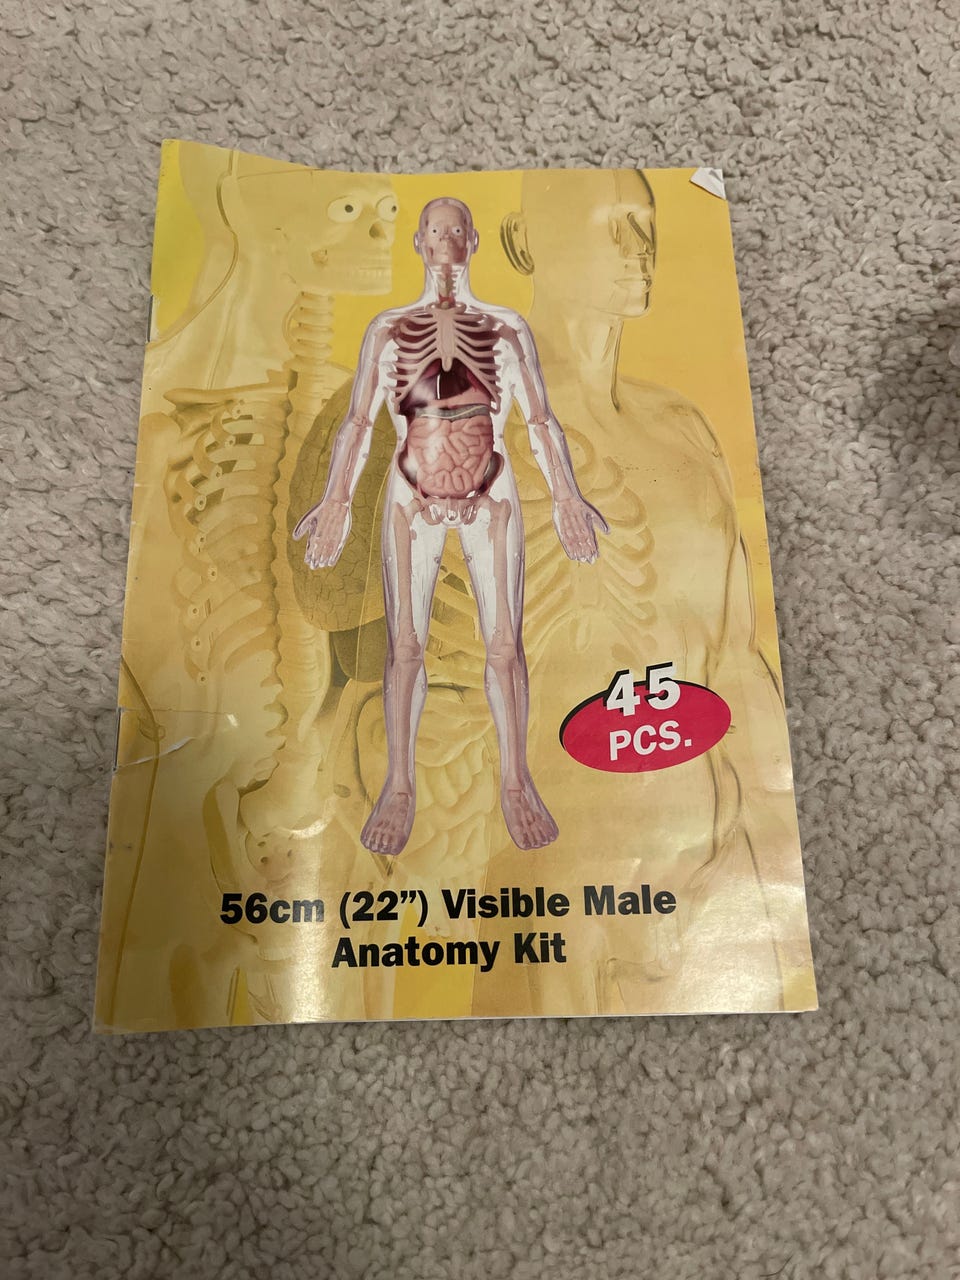 45
PCS.
56cm (22”) Visible Male
Anatomy Kit